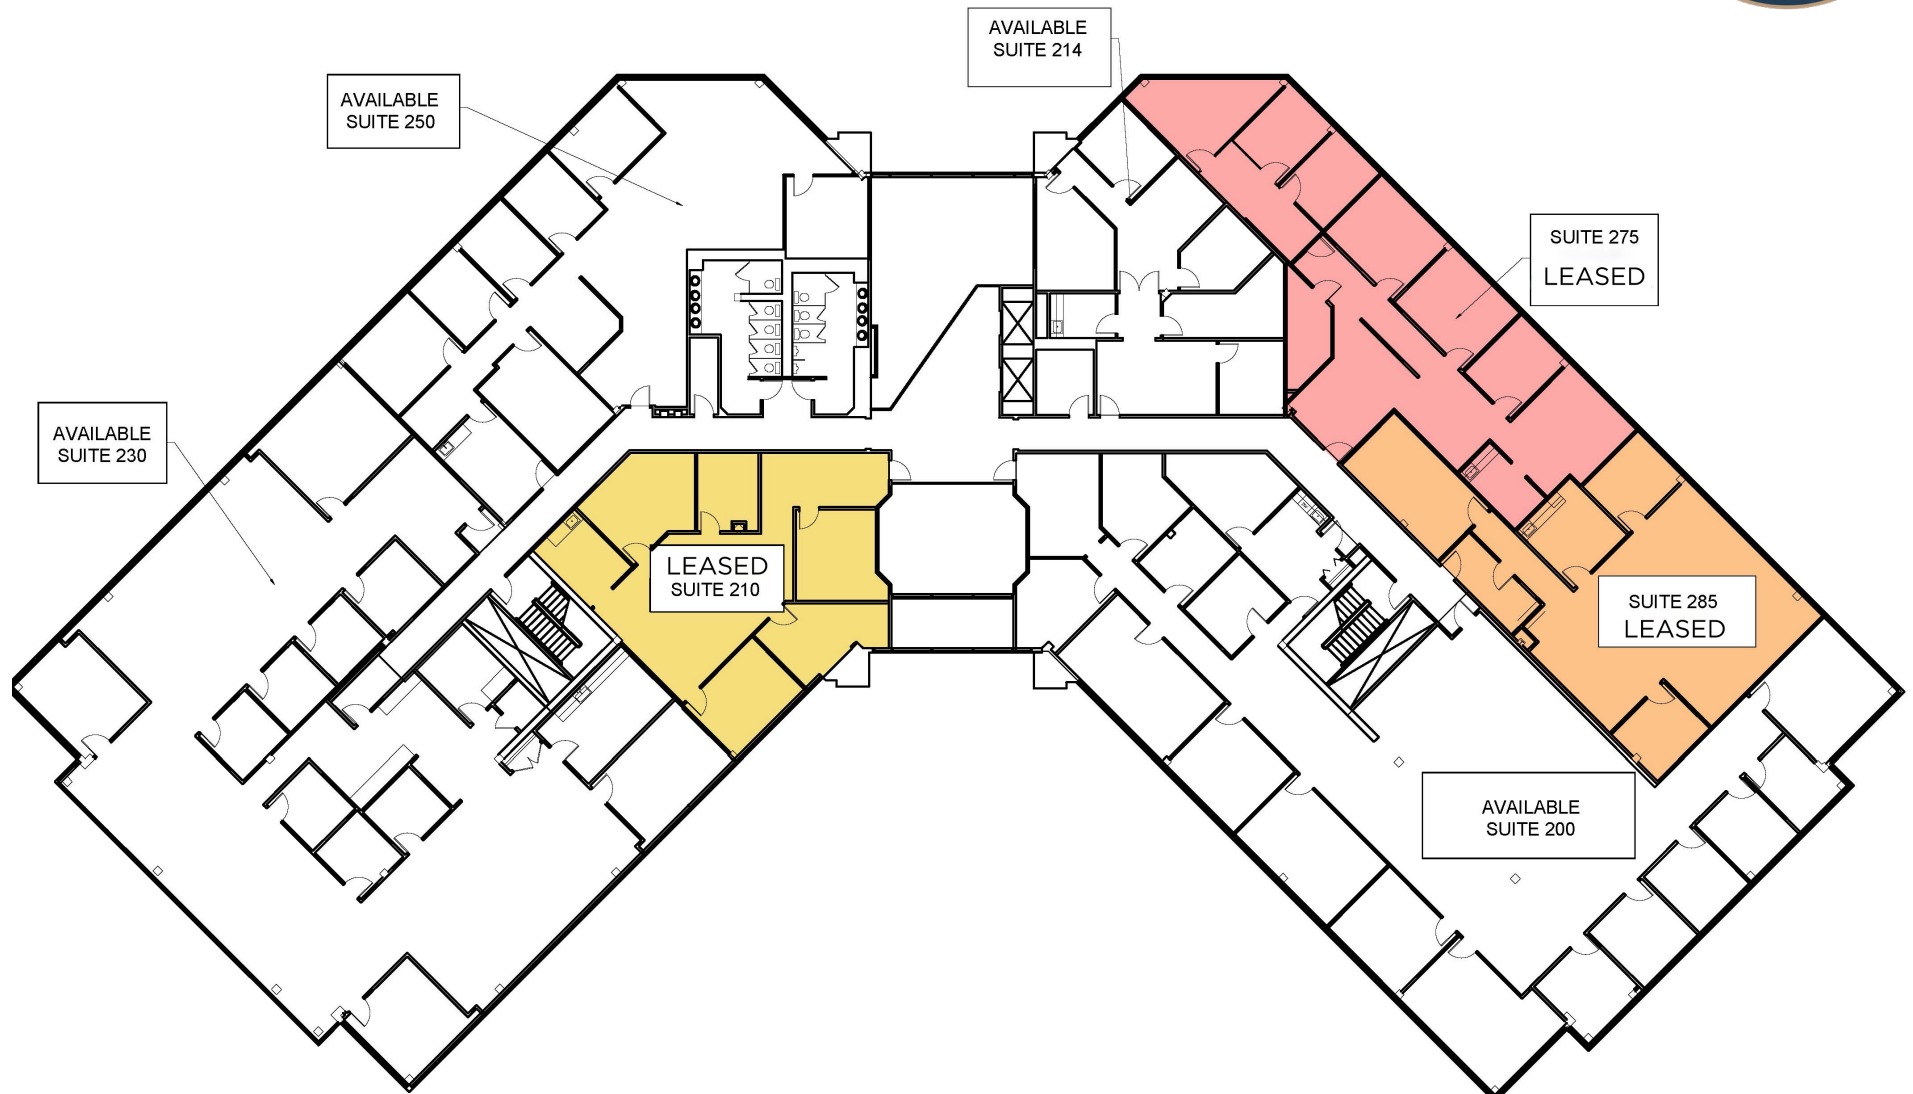 AVAILABLE
SUITE 214
AVAILABLE
SUITE 250
SUITE 275
LEASED
AVAILABLE
SUITE 230
LEASED
SUITE 210
SUITE 285
LEASED
AVAILABLE
SUITE 200